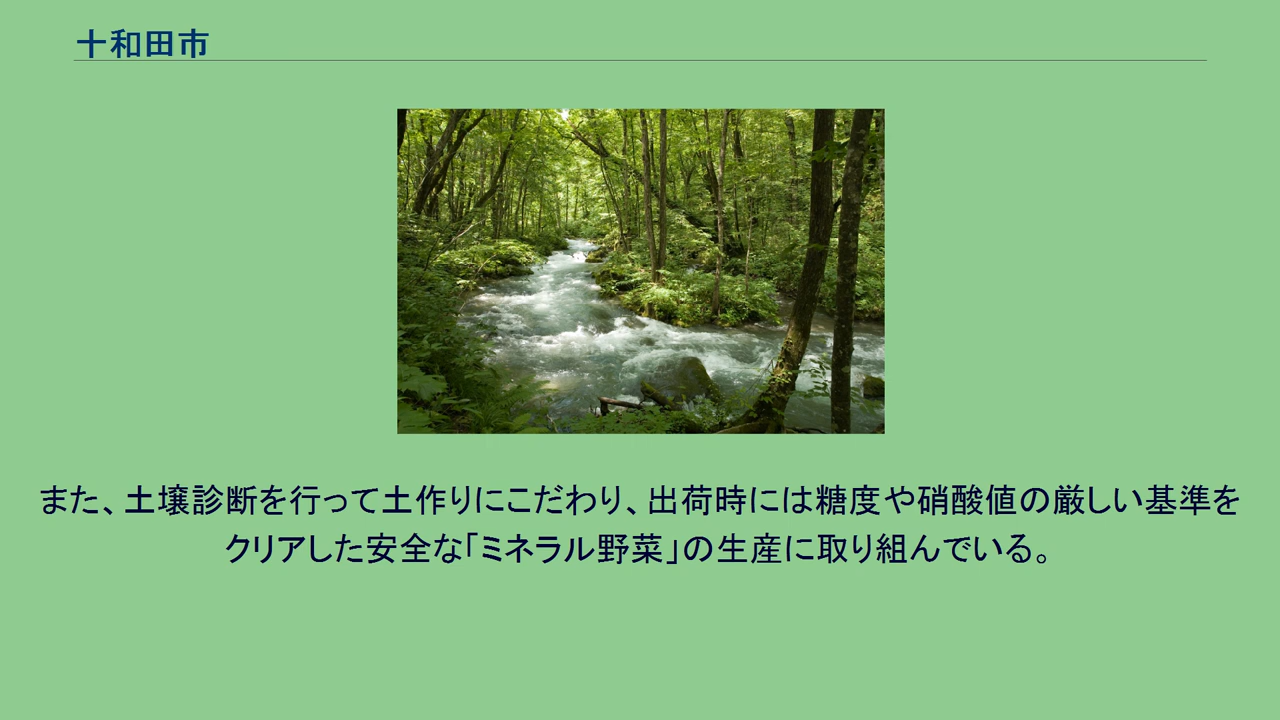 十和田市
また、土壌診断を行って土作りにこだわり、出荷時には糖度や硝酸値の厳しい基準を
クリアした安全な「ミネラル野菜」の生産に取り組んでいる。